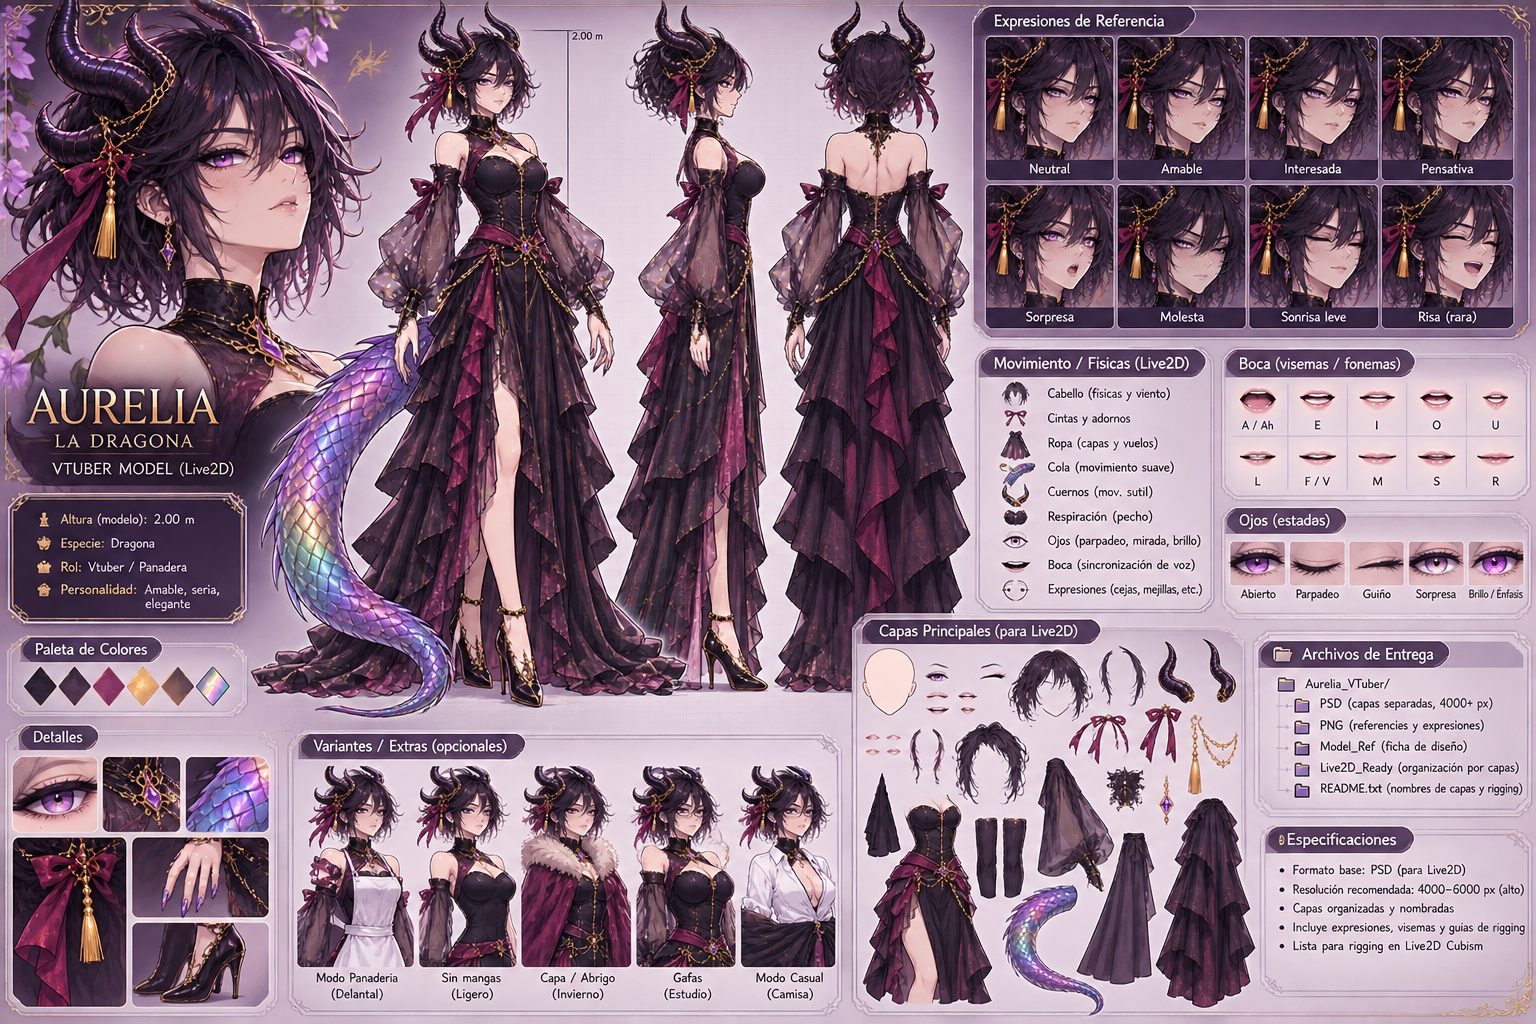 AURELIA
LA DRAGONA
VTUBER MODEL (Live2D)
Altura (modelo): 2.00 m
Especie: Dragona
Rol: Vtuber / Panadera
Personalidad: Amable, seria,
elegante
Paleta de Colores
Detalles
2.00 m
Variantes / Extras (opcionales)
Modo Panaderia
(Delantal)
Sin mangas
(Ligero)
Capa / Abrigo
(Invierno)
Gafas
(Estudio)
Modo Casual
(Camisa)
Expresiones de Referencia
Neutral
Amable
Interesada
Pensativa
Sorpresa
Molesta
Sonrisa leve
Risa (rara)
Movimiento / Físicas (Live2D)
Cabello (físicas y viento)
Cintas y adornos
Ropa (capas y vuelos)
Cola (movimiento suave)
Cuernos (mov. sutil)
Respiración (pecho)
Ojos (parpadeo, mirada, brillo)
Boca (sincronización de voz)
Expresiones (cejas, mejillas, etc.)
Boca (visemas / fonemas)
A / Ah
E
I
O
U
L
F / V
M
S
R
Ojos (estadas)
Abierto
Parpadeo
Guiño
Sorpresa
Brillo / Énfasis
Capas Principales (para Live2D)
Archivos de Entrega
Aurelia_VTuber/
PSD (capas separadas, 4000+ px)
PNG (referencies y expresiones)
Model_Ref (ficha de diseño)
Live2D_Ready (organización por capas)
README.txt (nombres de capas y rigging)
Especificaciones
• Formato base: PSD (para Live2D)
• Resolución recomendada: 4000–6000 px (alto)
• Capas organizadas y nombradas
• Incluye expresiones, visemas y guías de rigging
• Lista para rigging en Live2D Cubism